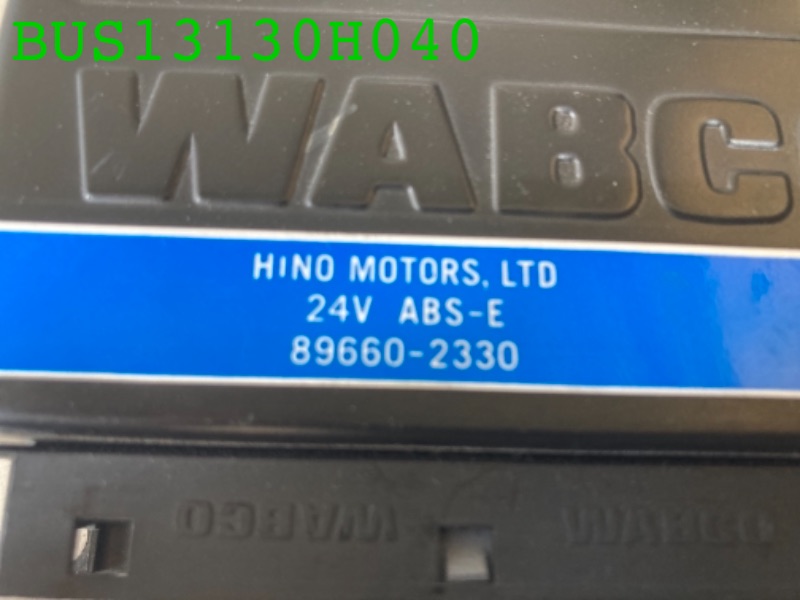 BUS13130H040
WABC
HINO MOTORS, LTD
24V ABS-E
89660-2330
WABCO WABCO